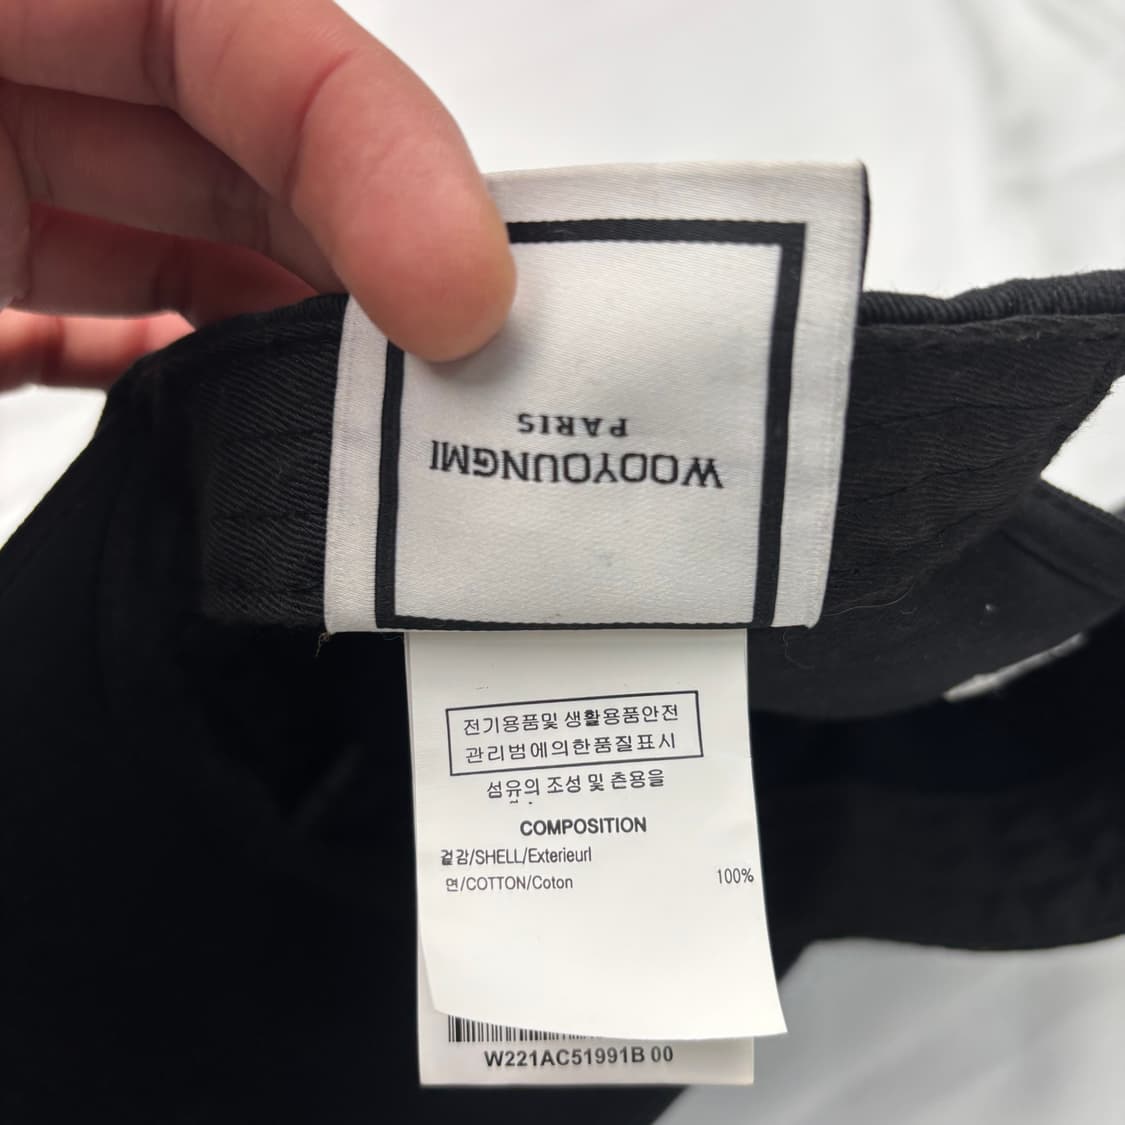 WOOYOUNGMI
PARIS
전기용품및 생활용품안전
관리범에의한품질표시
섬유의 조성 및 츤용을
COMPOSITION
겉감/SHELL/Exterieurl
면/COTTON/Coton 100%
W221AC51991B 00